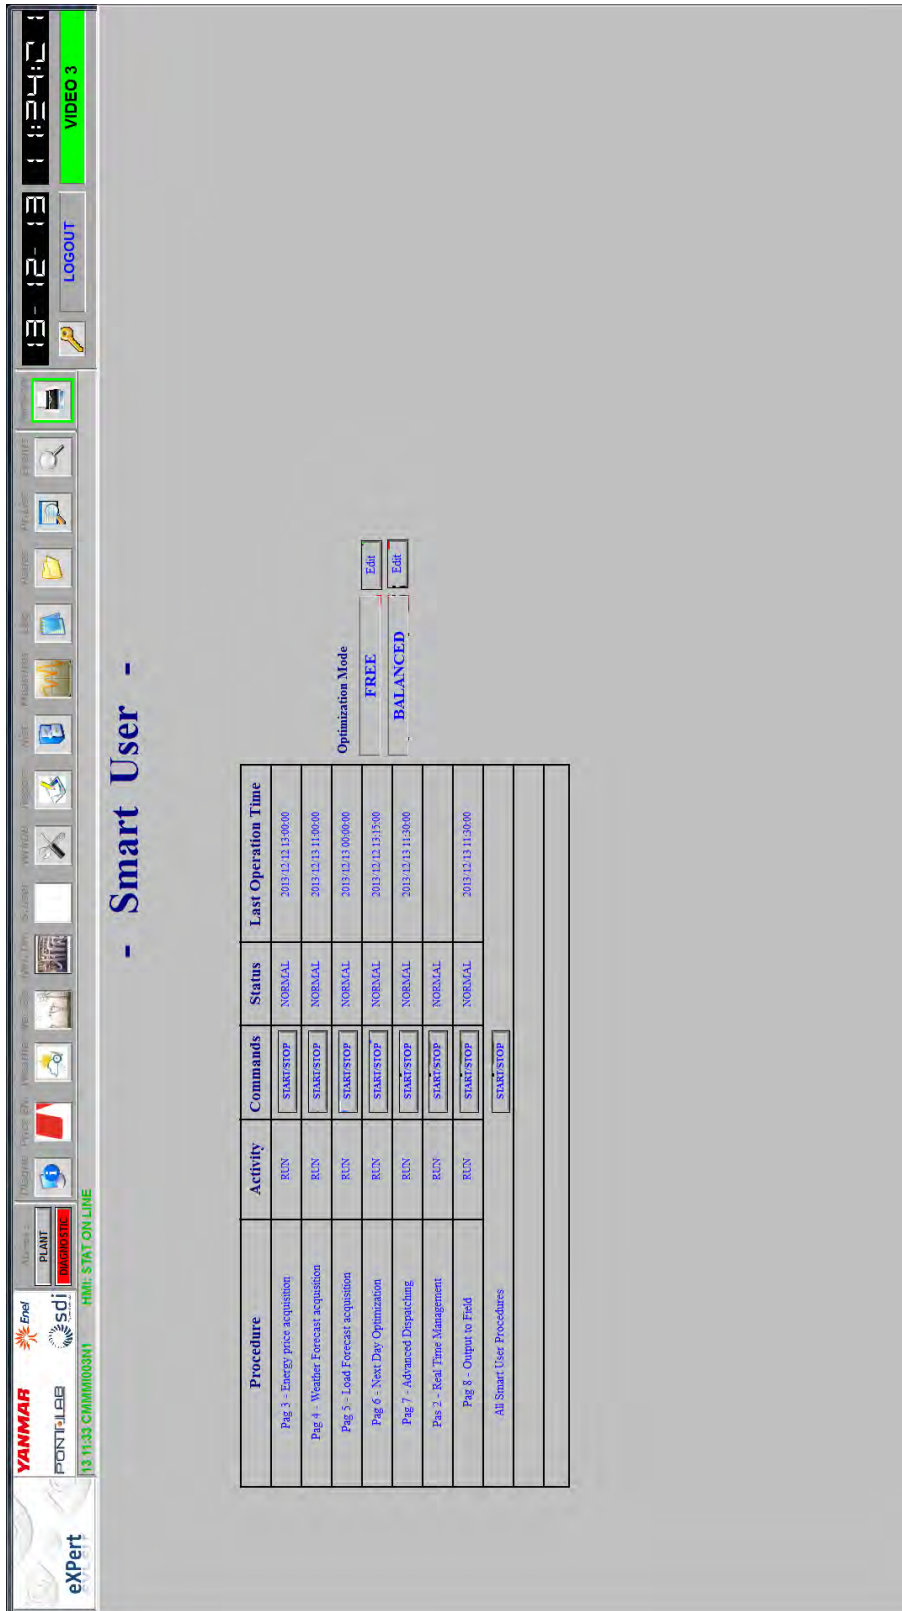 eXPert
YANMAR Enel
PONTLAB sdi
PLANT
DIAGNOSTIC
LOGOUT
VIDEO 3
13 11:33 CMMMI003N1 HMI: STAT ON LINE
- Smart User -
Procedure Activity Commands Status Last Operation Time
Pag 3 - Energy price acquisition RUN START/STOP NORMAL 2013/12/12 13:00:00
Pag 4 - Weather Forecast acquisition RUN START/STOP NORMAL 2013/12/13 11:00:00
Pag 5 - Load Forecast acquisition RUN START/STOP NORMAL 2013/12/13 00:00:00
Pag 6 - Next Day Optimization RUN START/STOP NORMAL 2013/12/12 13:15:00
Pag 7 - Advanced Dispatching RUN START/STOP NORMAL 2013/12/13 11:30:00
Pas 2 - Real Time Management RUN START/STOP NORMAL
Pag 8 - Output to Field RUN START/STOP NORMAL 2013/12/13 11:30:00
All Smart User Procedures START/STOP
Optimization Mode
FREE Edit
BALANCED Edit